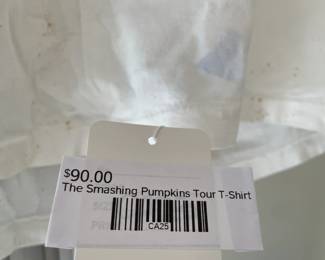 $90.00
The Smashing Pumpkins Tour T-Shirt
CA25